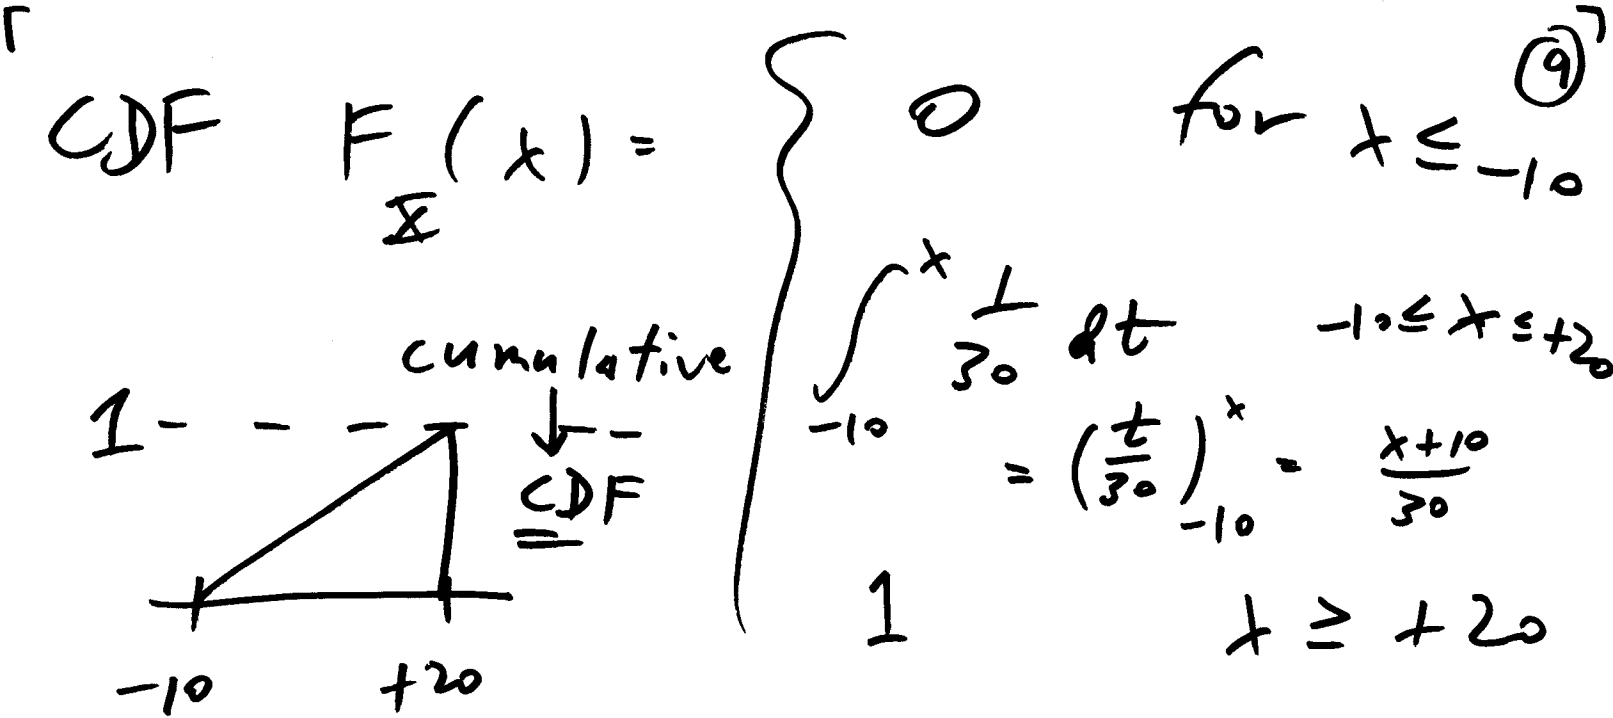 ⑨
CDF F_X(x) = { 0 for x ≤ -10
∫_{-10}^{x} 1/30 dt -10 ≤ x ≤ +20
= (t/30)_{-10}^{x} = (x+10)/30
1 x ≥ +20
cumulative
1
CDF
-10 +20